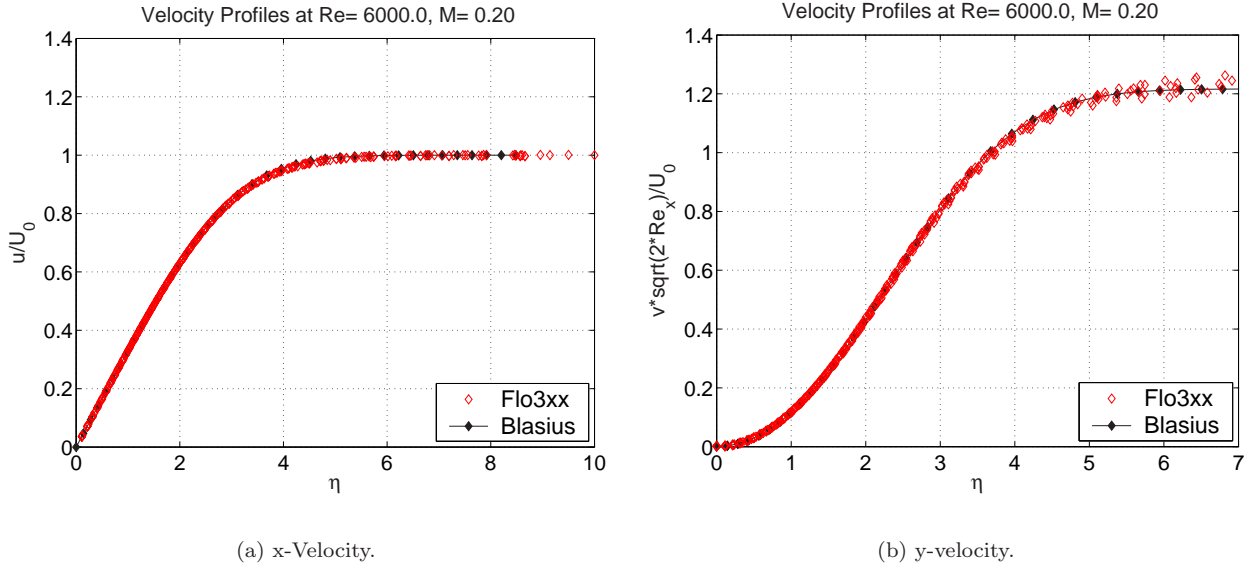 Velocity Profiles at Re= 6000.0, M= 0.20
1.4
1.2
1
0.8
0.6
0.4
0.2
0
u/U0
0 2 4 6 8 10
η
Flo3xx
Blasius
(a) x-Velocity.
Velocity Profiles at Re= 6000.0, M= 0.20
1.4
1.2
1
0.8
0.6
0.4
0.2
0
v*sqrt(2*Rex)/U0
0 1 2 3 4 5 6 7
η
Flo3xx
Blasius
(b) y-velocity.